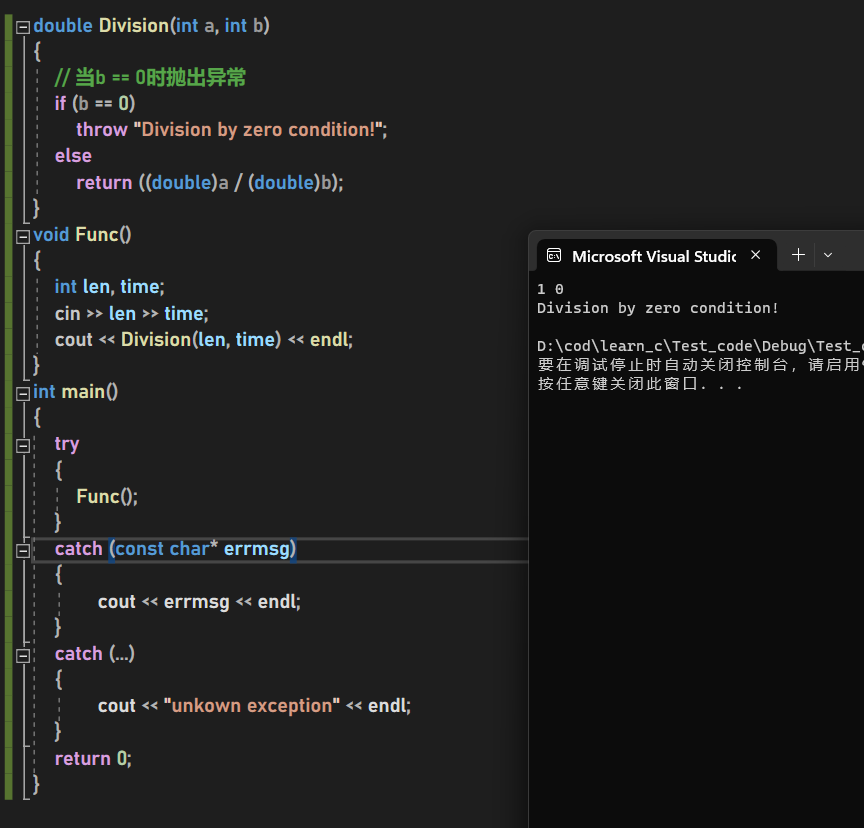 double Division(int a, int b)
{
// 当b == 0时抛出异常
if (b == 0)
throw "Division by zero condition!";
else
return ((double)a / (double)b);
}
void Func()
{
int len, time;
cin >> len >> time;
cout << Division(len, time) << endl;
}
int main()
{
try
{
Func();
}
catch (const char* errmsg)
{
cout << errmsg << endl;
}
catch (...)
{
cout << "unkown exception" << endl;
}
return 0;
}
Microsoft Visual Studic
1 0
Division by zero condition!
D:\cod\learn_c\Test_code\Debug\Test_
要在调试停止时自动关闭控制台，请启用
按任意键关闭此窗口. . .